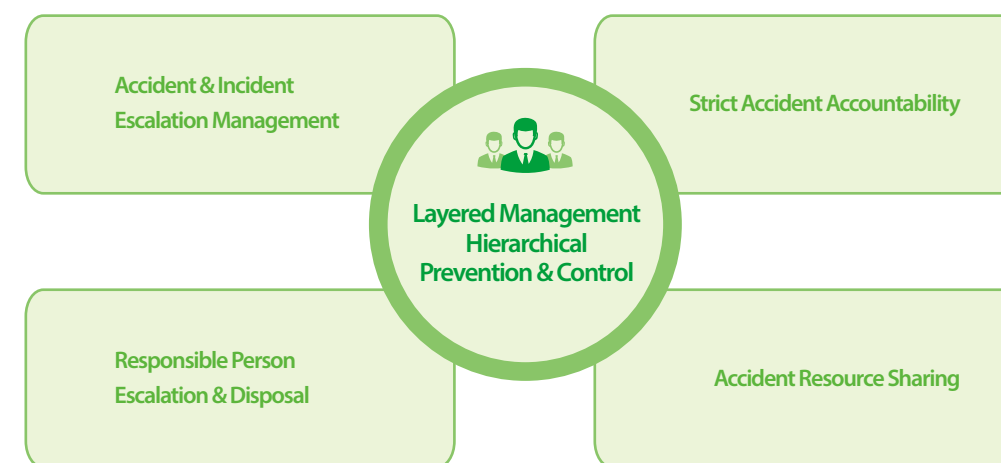 Accident & Incident
Escalation Management
Strict Accident Accountability
Layered Management
Hierarchical
Prevention & Control
Responsible Person
Escalation & Disposal
Accident Resource Sharing